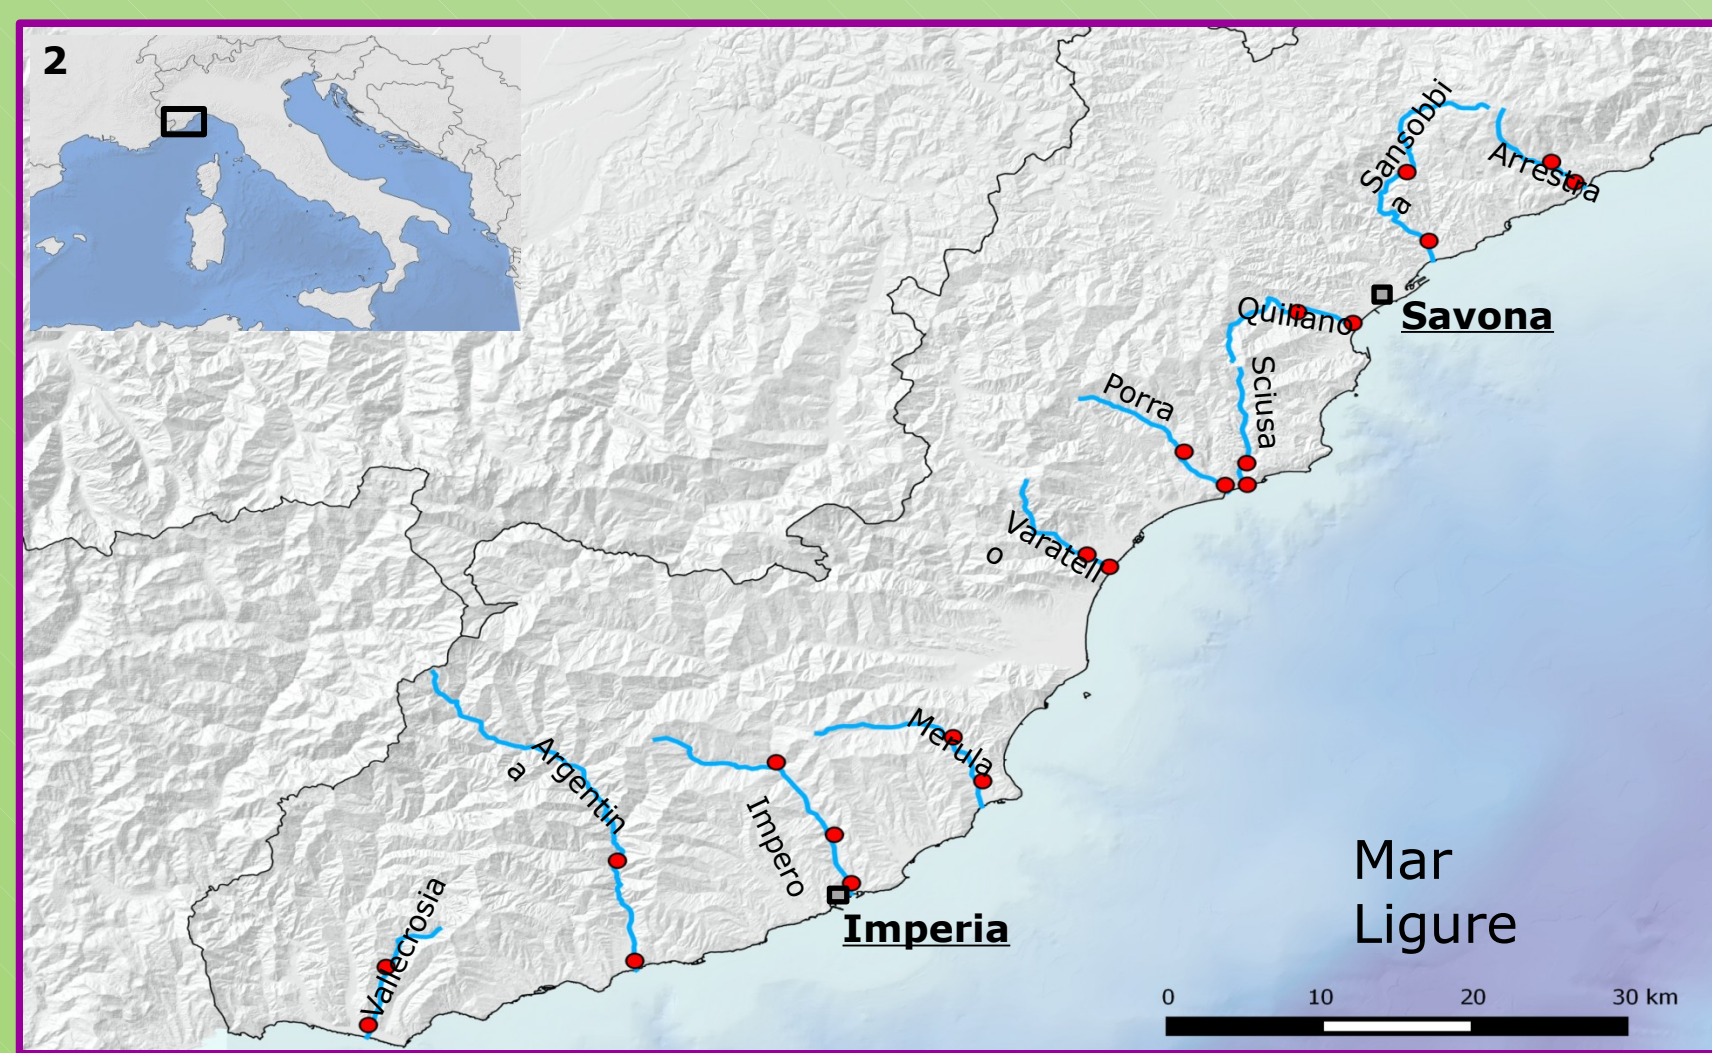 2
Sansobbi
a
Arrestra
Quiliano
Savona
Sciusa
Porra
Varatell
o
Merula
Argentin
a
Impero
Imperia
Vallecrosia
Mar
Ligure
0 10 20 30 km